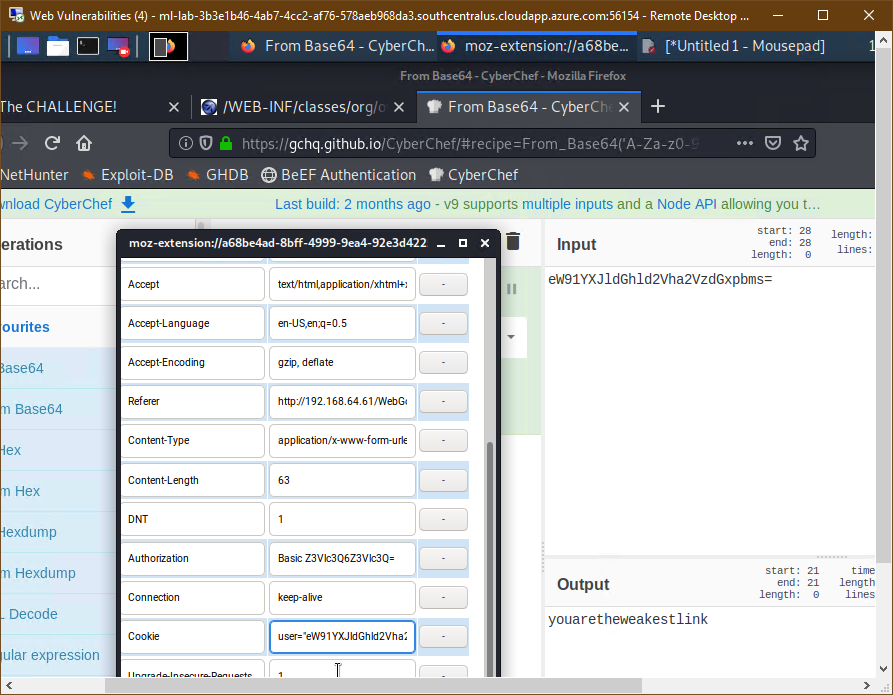 Web Vulnerabilities (4) - ml-lab-3b3e1b46-4ab7-4cc2-af76-578aeb968da3.southcentralus.cloudapp.azure.com:56154 - Remote Desktop ...
From Base64 - CyberCh... moz-extension://a68be... [*Untitled 1 - Mousepad] 1
From Base64 - CyberChef - Mozilla Firefox
The CHALLENGE! /WEB-INF/classes/org/o From Base64 - CyberChe
https://gchq.github.io/CyberChef/#recipe=From_Base64('A-Za-z0-9
NetHunter Exploit-DB GHDB BeEF Authentication CyberChef
wnload CyberChef Last build: 2 months ago - v9 supports multiple inputs and a Node API allowing you t...
erations
arch...
ourites
Base64
m Base64
Hex
m Hex
Hexdump
m Hexdump
L Decode
gular expression
moz-extension://a68be4ad-8bff-4999-9ea4-92e3d422
Accept text/html,application/xhtml+x -
Accept-Language en-US,en;q=0.5 -
Accept-Encoding gzip, deflate -
Referer http://192.168.64.61/WebGo -
Content-Type application/x-www-form-urle -
Content-Length 63 -
DNT 1 -
Authorization Basic Z3Vlc3Q6Z3Vlc3Q= -
Connection keep-alive -
Cookie user="eW91YXJldGhld2Vha2 -
Upgrade-Insecure-Requests 1 -
Input
start: 28
end: 28
length: 0
length:
lines:
eW91YXJldGhld2Vha2VzdGxpbms=
Output
start: 21
end: 21
length: 0
time
length
lines
youaretheweakestlink